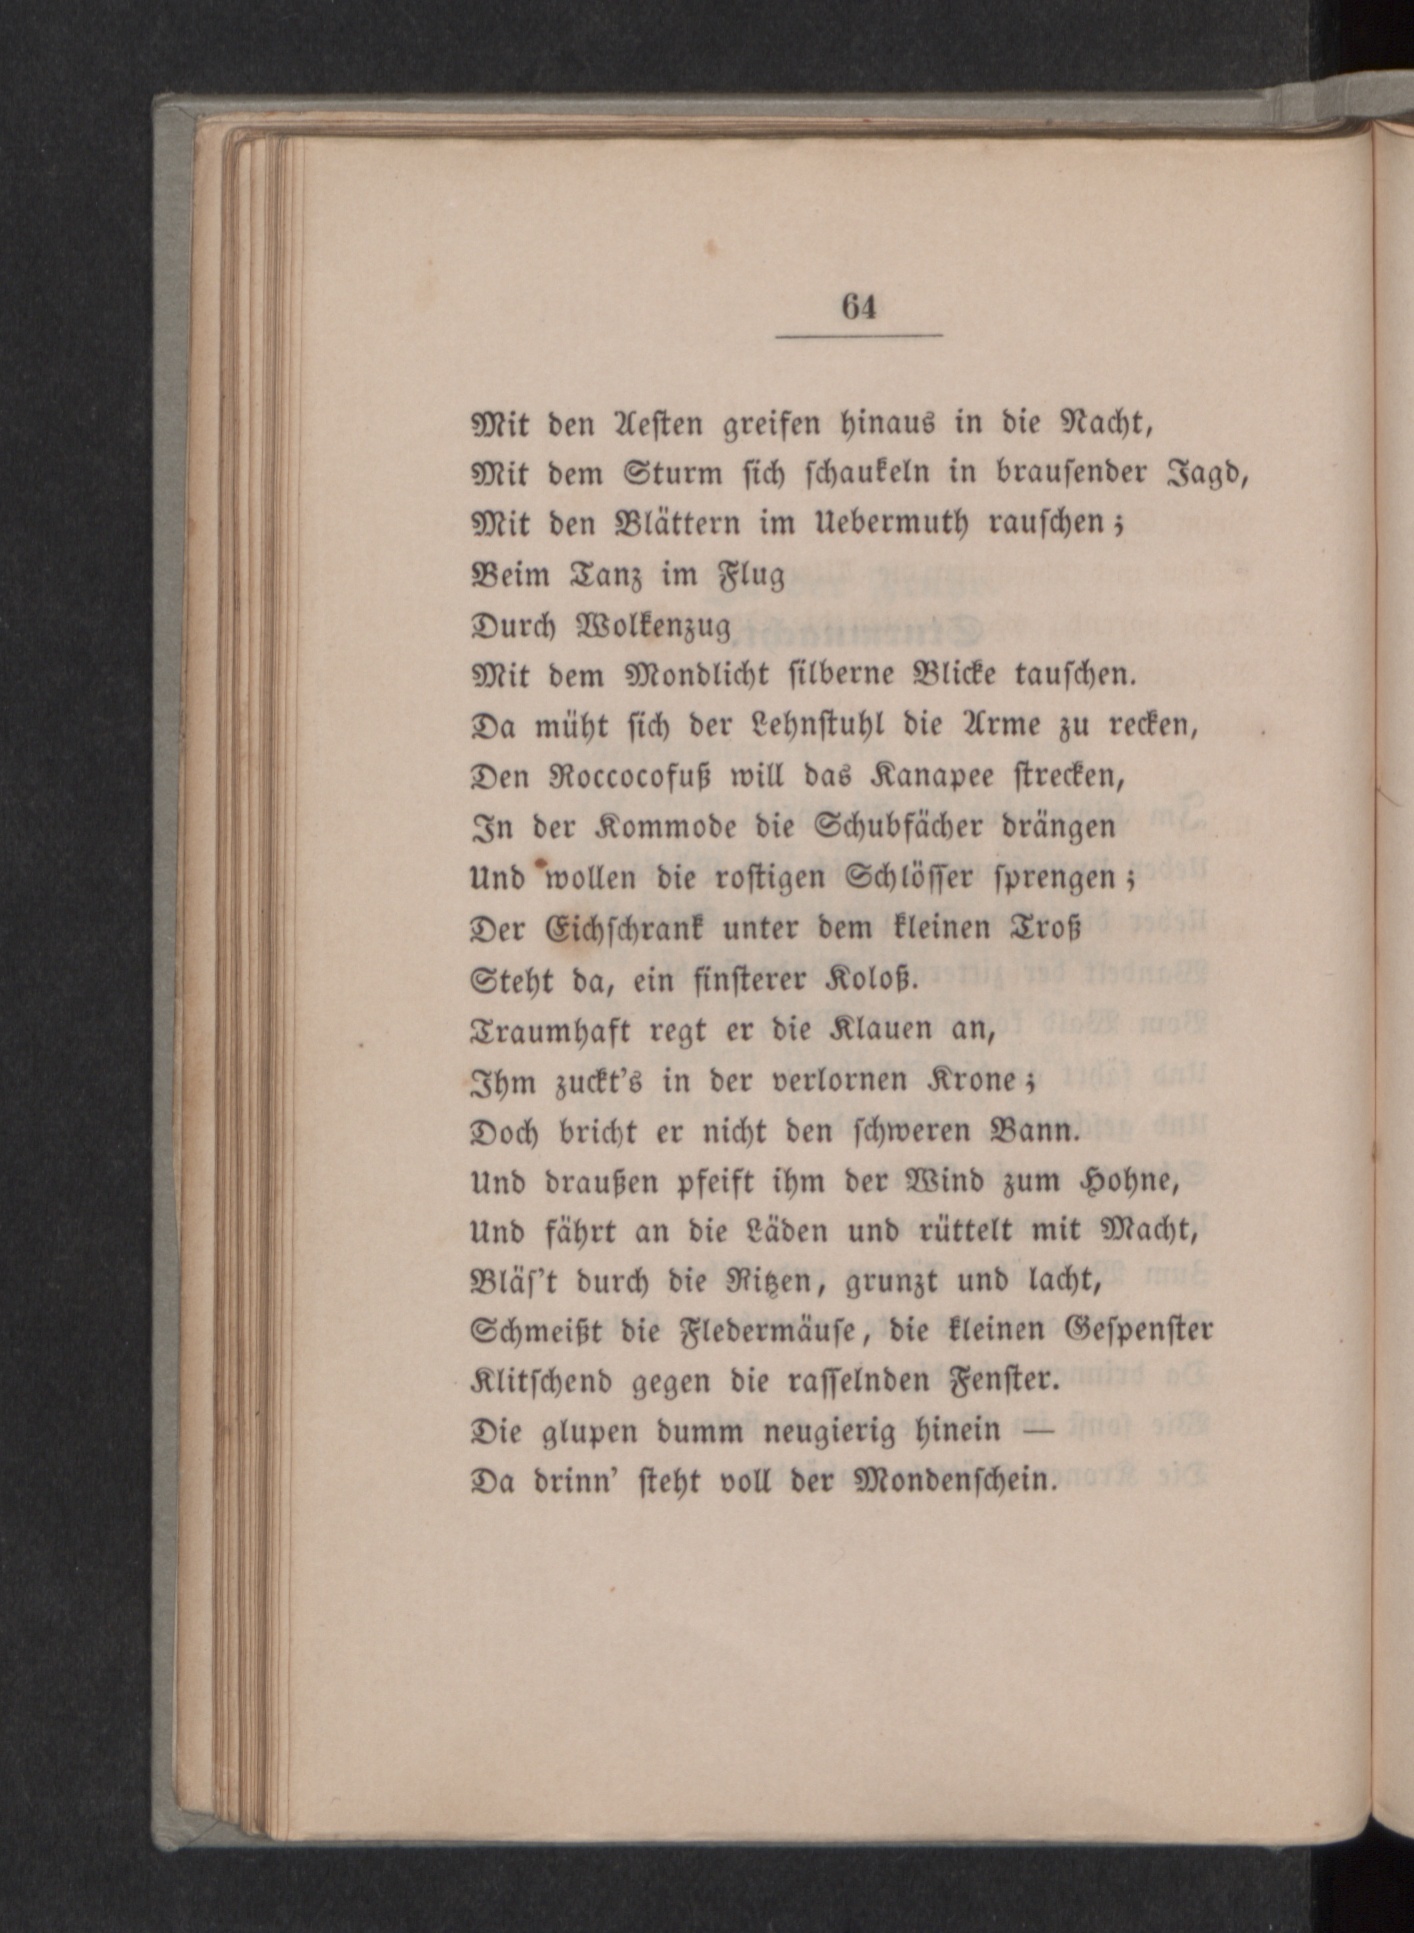 64
Mit den Aesten greifen hinaus in die Nacht,
Mit dem Sturm sich schaukeln in brausender Jagd,
Mit den Blättern im Uebermuth rauschen;
Beim Tanz im Flug
Durch Wolkenzug
Mit dem Mondlicht silberne Blicke tauschen.
Da müht sich der Lehnstuhl die Arme zu recken,
Den Roccocofuß will das Kanapee strecken,
In der Kommode die Schubfächer drängen
Und wollen die rostigen Schlösser sprengen;
Der Eichschrank unter dem kleinen Troß
Steht da, ein finsterer Koloß.
Traumhaft regt er die Klauen an,
Ihm zuckt's in der verlornen Krone;
Doch bricht er nicht den schweren Bann.
Und draußen pfeift ihm der Wind zum Hohne,
Und fährt an die Läden und rüttelt mit Macht,
Bläs't durch die Ritzen, grunzt und lacht,
Schmeißt die Fledermäuse, die kleinen Gespenster
Klitschend gegen die rasselnden Fenster.
Die glupen dumm neugierig hinein —
Da drinn' steht voll der Mondenschein.